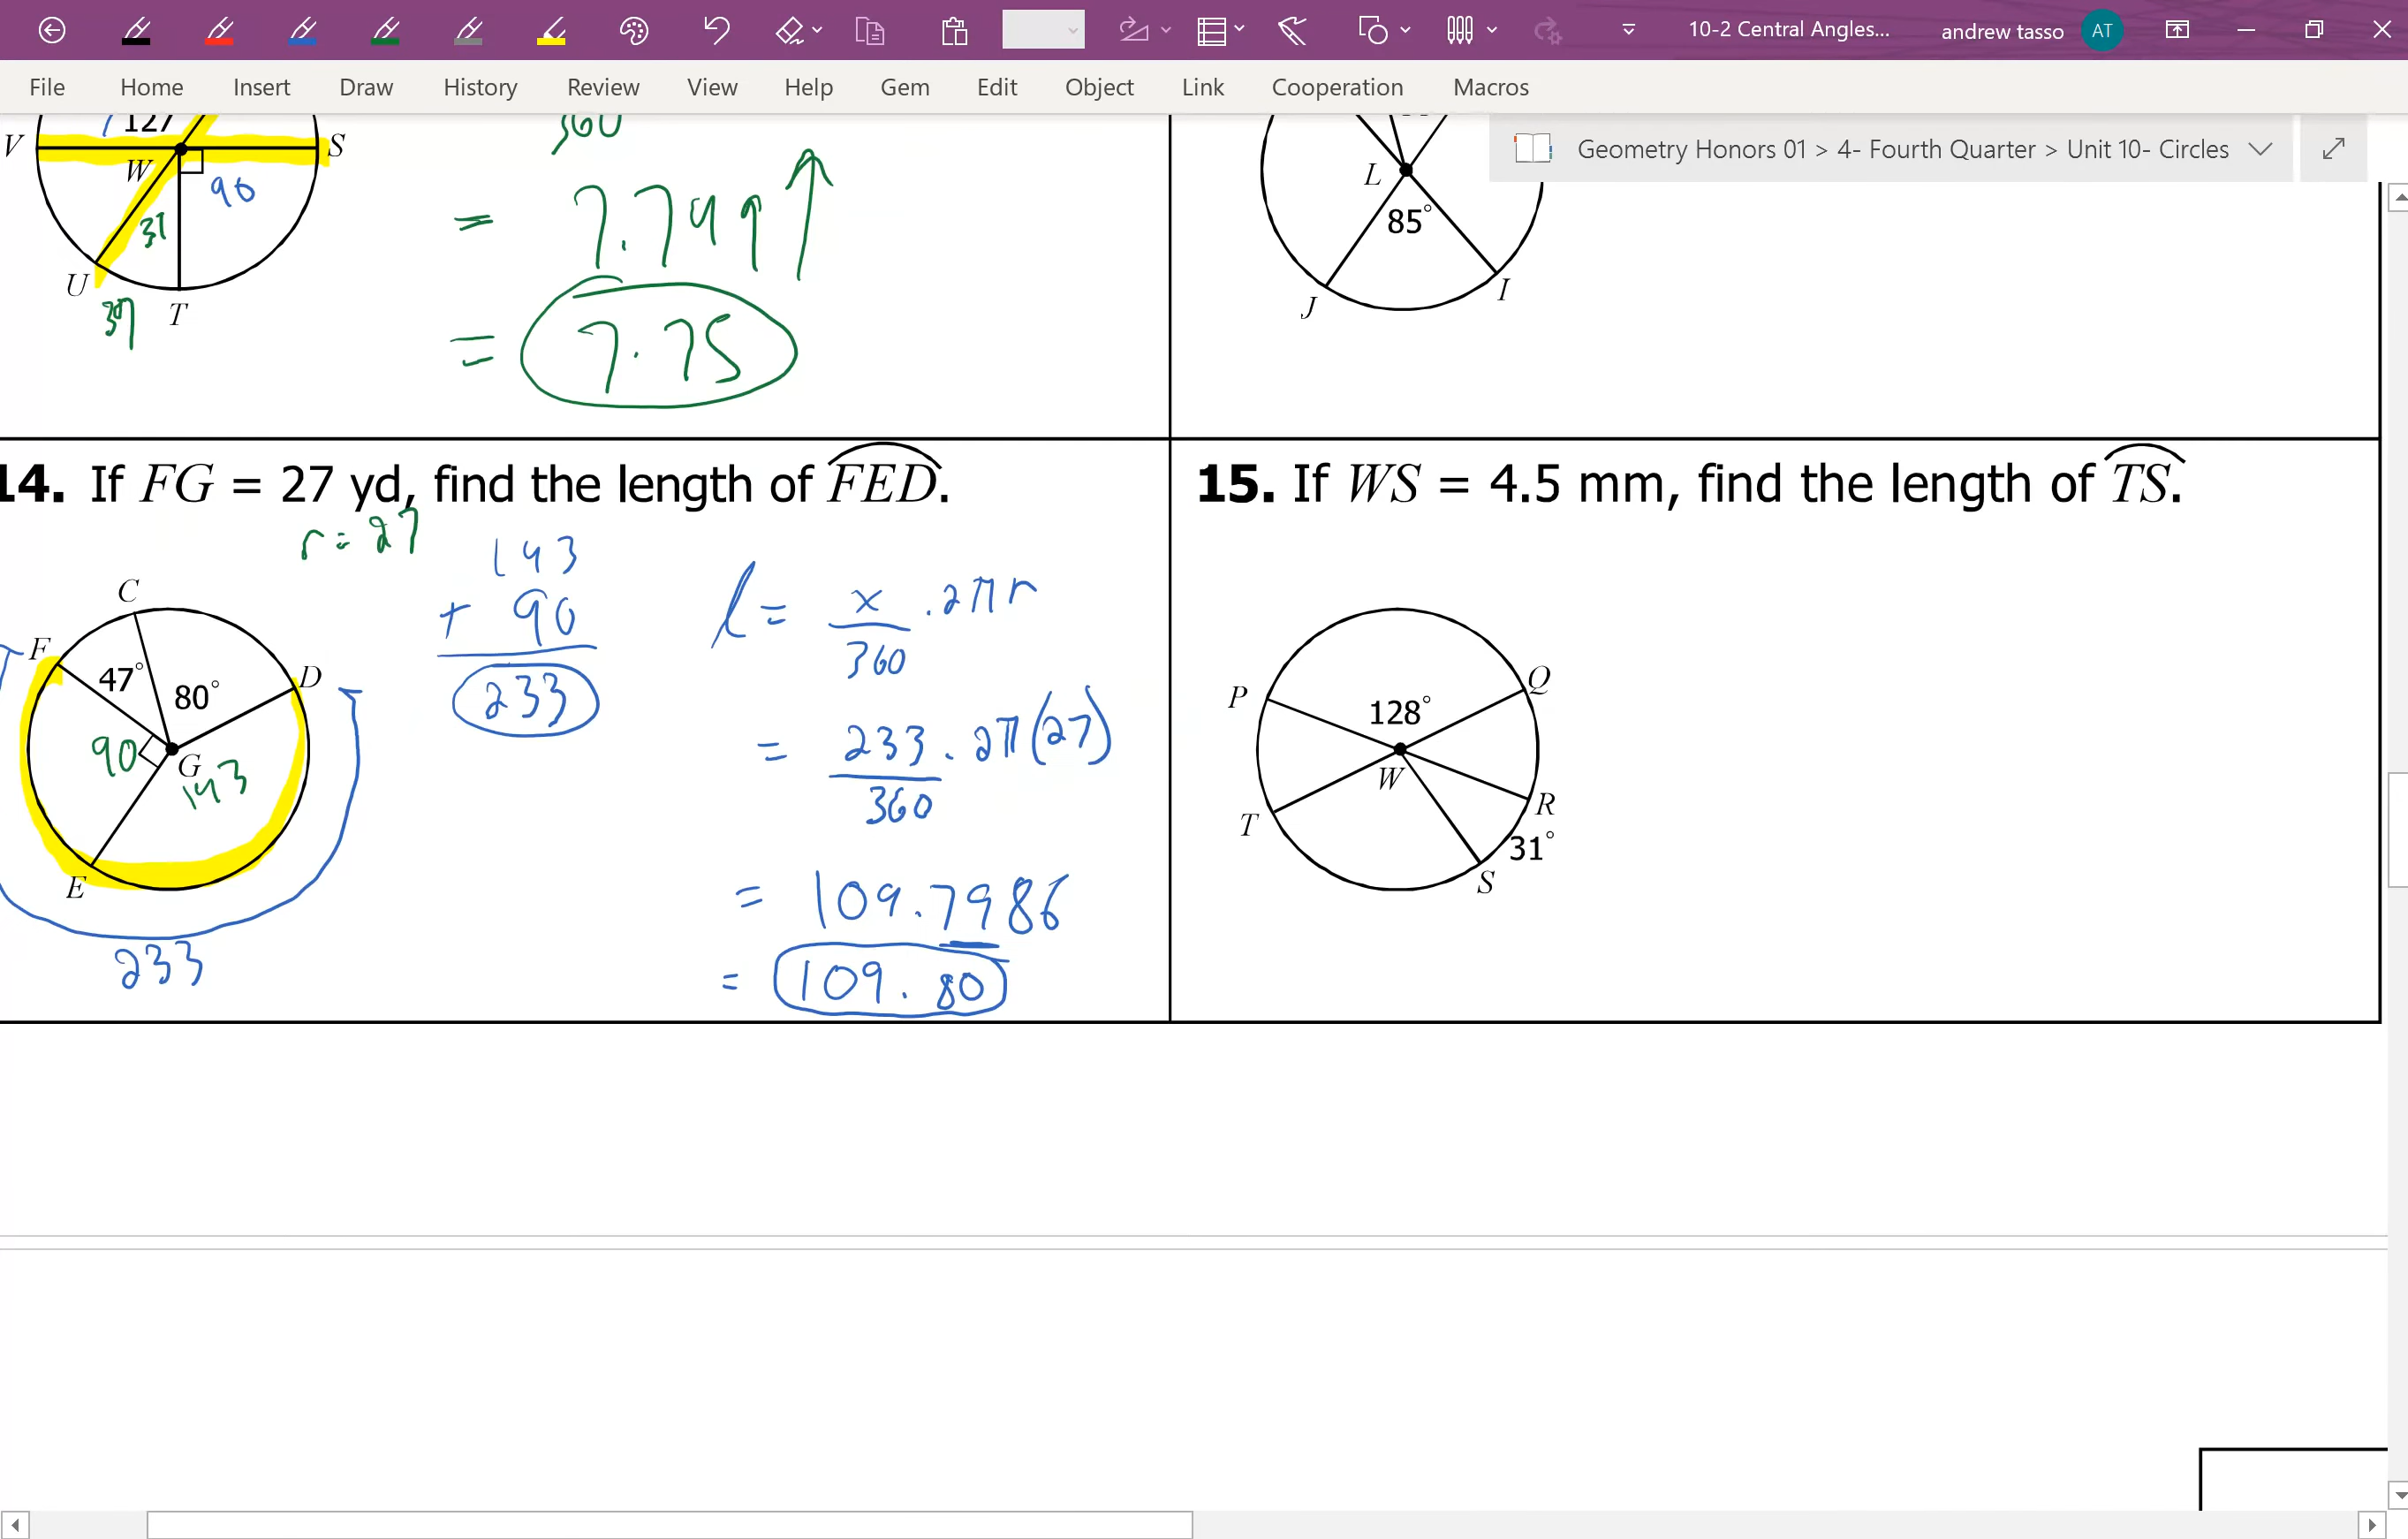 10-2 Central Angles... andrew tasso AT
File Home Insert Draw History Review View Help Gem Edit Object Link Cooperation Macros
Geometry Honors 01 > 4- Fourth Quarter > Unit 10- Circles
V 127 S
W 90
31
U
T
360
= 7.749
= 7.75
L
85°
J I
14. If FG = 27 yd, find the length of FED.
r = 27
C
F D
47° 80°
90 G
143
E
233
143
+ 90
233
l = x/360 · 2πr
= 233/360 · 2π(27)
= 109.7986
= 109.80
15. If WS = 4.5 mm, find the length of TS.
P Q
128°
W
T R
31°
S